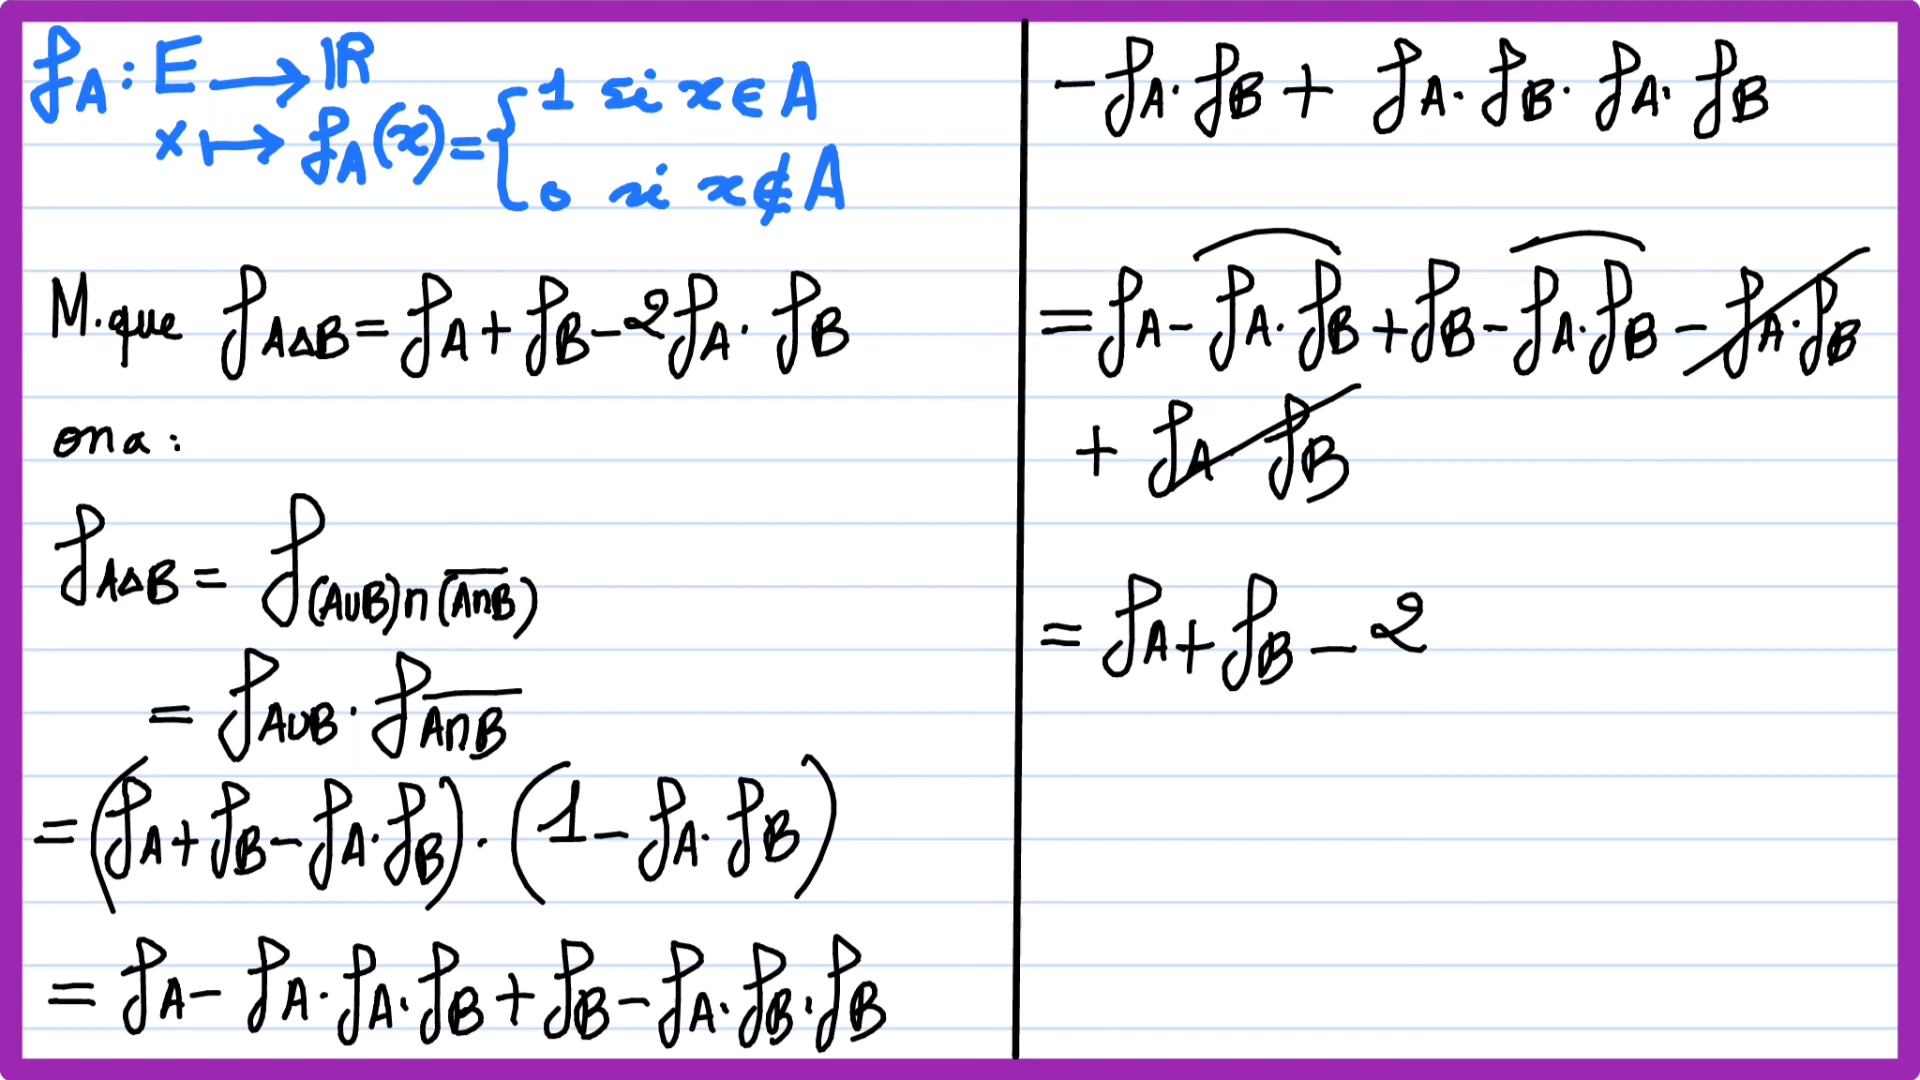 f_A : E ⟶ ℝ
x ⟼ f_A(x) = { 1 si x ∈ A
0 si x ∉ A
M.que f_{A△B} = f_A + f_B - 2f_A · f_B
on a :
f_{A△B} = f_{(A∪B)∩(\overline{A∩B})}
= f_{A∪B} · f_{\overline{A∩B}}
= (f_A + f_B - f_A · f_B) · (1 - f_A · f_B)
= f_A - f_A · f_A · f_B + f_B - f_A · f_B · f_B
- f_A · f_B + f_A · f_B · f_A · f_B
= f_A - f_A · f_B + f_B - f_A · f_B - f_A · f_B
+ f_A · f_B
= f_A + f_B - 2